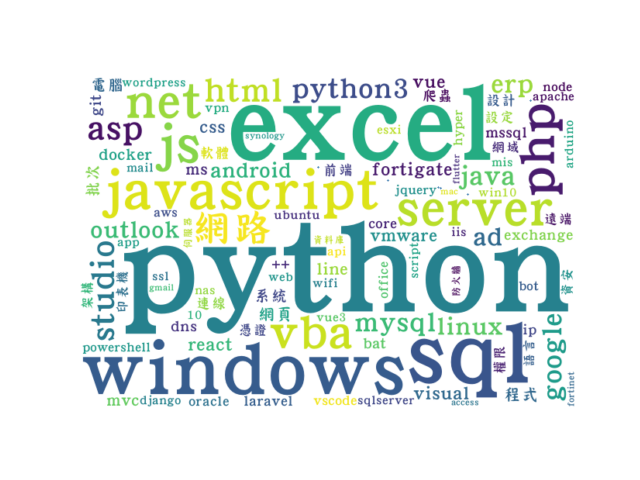 電腦
wordpress
git
net
html
python3
vue
爬蟲
erp
node
apache
設計
設定
vpn
asp
js
css
synology
excel
esxi
hyper
mssql
網域
php
arduino
docker
mail
軟體
ms
android
前端
fortigate
flutter
java
mis
批次
javascript
jquery
mac
win10
aws
ubuntu
core
server
遠端
outlook
app
伺服器
網路
資料庫
api
vmware
iis
ad
exchange
script
studio
python
++
web
line
wifi
office
防火牆
bot
資安
架構
印表機
ssl
gmail
nas
連線
10
系統
網頁
vue3
dns
憑證
vba
mysql
linux
ip
語言
google
powershell
react
bat
windows
sql
權限
fortinet
mvc
django
oracle
laravel
vscode
sqlserver
visual
access
程式